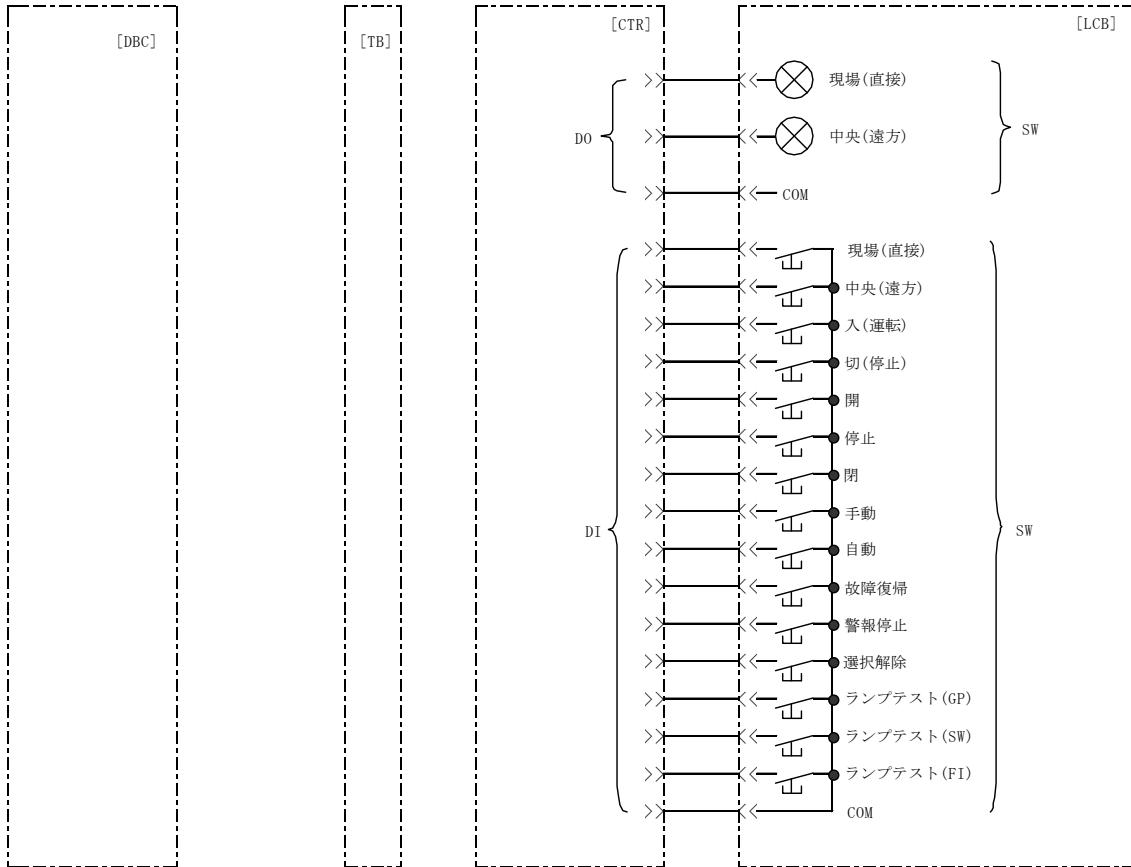 [DBC]
[TB]
[CTR]
[LCB]
現場(直接)
DO
中央(遠方)
SW
COM
現場(直接)
中央(遠方)
入(運転)
切(停止)
開
停止
閉
手動
DI
SW
自動
故障復帰
警報停止
選択解除
ランプテスト(GP)
ランプテスト(SW)
ランプテスト(FI)
COM